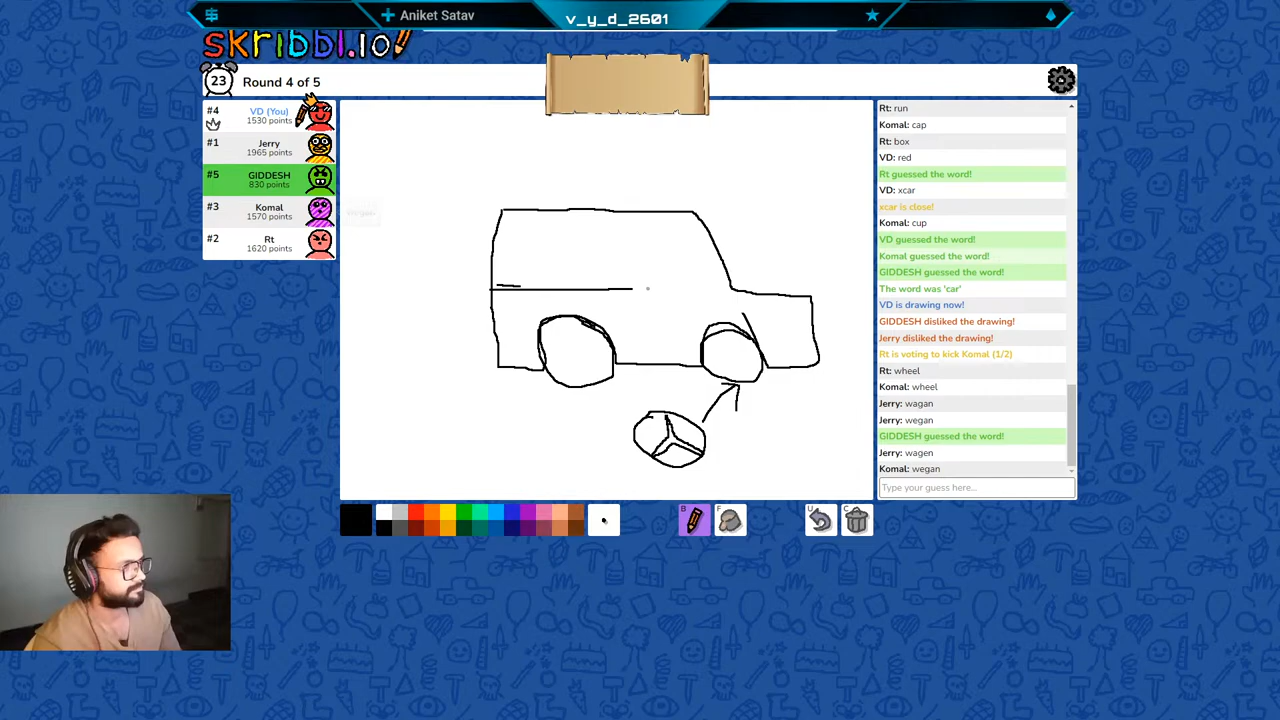 Aniket Satav
v_y_d_2601
skribbl.io
23
Round 4 of 5
#4
VD (You)
1530 points
#1
Jerry
1965 points
#5
GIDDESH
830 points
#3
Komal
1570 points
#2
Rt
1620 points
Rt: run
Komal: cap
Rt: box
VD: red
Rt guessed the word!
VD: xcar
xcar is close!
Komal: cup
VD guessed the word!
Komal guessed the word!
GIDDESH guessed the word!
The word was 'car'
VD is drawing now!
GIDDESH disliked the drawing!
Jerry disliked the drawing!
Rt is voting to kick Komal (1/2)
Rt: wheel
Komal: wheel
Jerry: wagan
Jerry: wegan
GIDDESH guessed the word!
Jerry: wagen
Komal: wegan
Type your guess here...
B
F
U
C